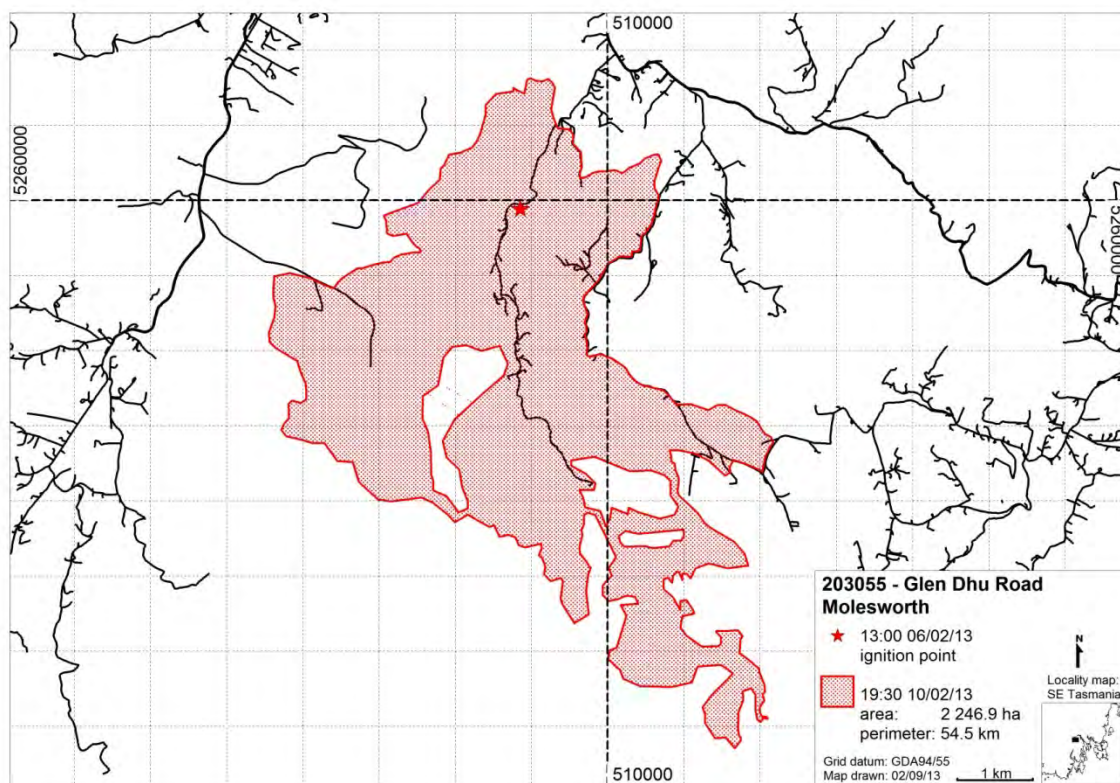 510000
5260000
5260000
203055 - Glen Dhu Road
Molesworth
13:00 06/02/13
ignition point
N
Locality map:
SE Tasmania
19:30 10/02/13
area: 2 246.9 ha
perimeter: 54.5 km
Grid datum: GDA94/55
Map drawn: 02/09/13
1 km
510000